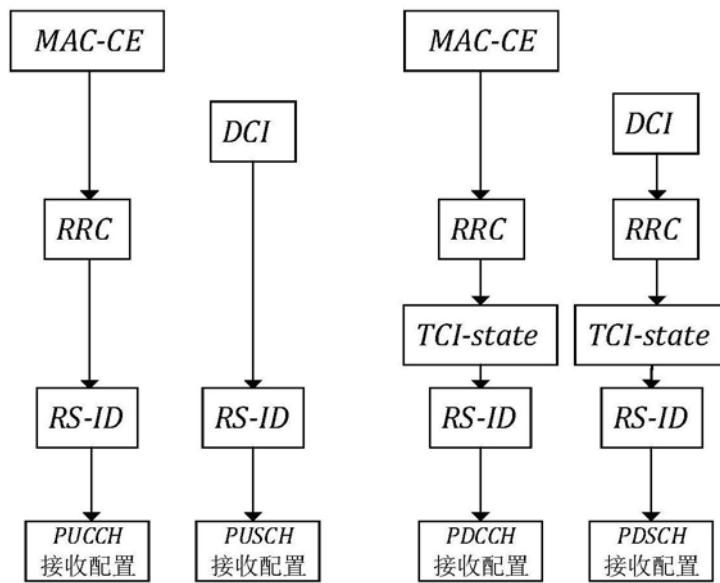 MAC-CE
MAC-CE
DCI
DCI
RRC
RRC
RRC
TCI-state
TCI-state
RS-ID
RS-ID
RS-ID
RS-ID
PUCCH
接收配置
PUSCH
接收配置
PDCCH
接收配置
PDSCH
接收配置